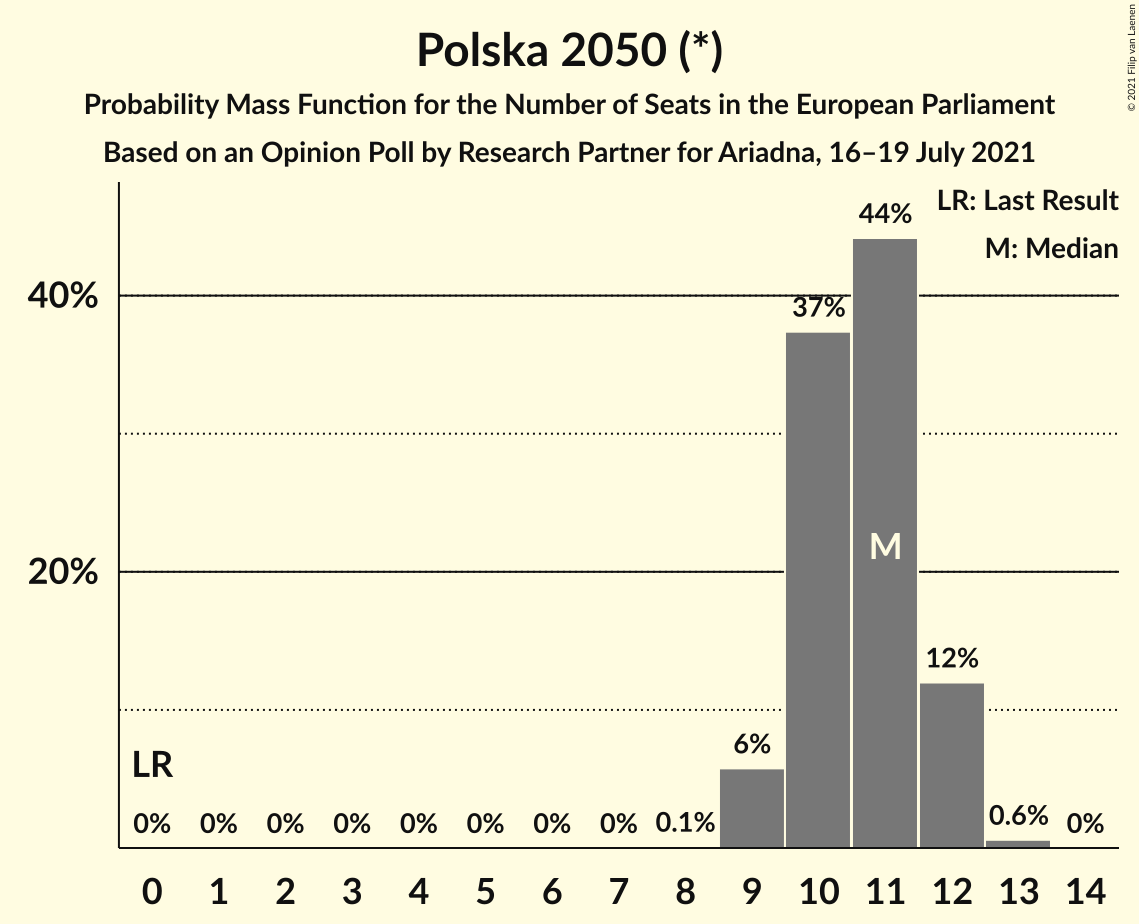 Polska 2050 (*)
Probability Mass Function for the Number of Seats in the European Parliament
Based on an Opinion Poll by Research Partner for Ariadna, 16–19 July 2021
© 2021 Filip van Laenen
LR: Last Result
M: Median
44%
40%
37%
M
20%
12%
6%
LR
0% 0% 0% 0% 0% 0% 0% 0% 0.1% 0.6% 0%
0 1 2 3 4 5 6 7 8 9 10 11 12 13 14